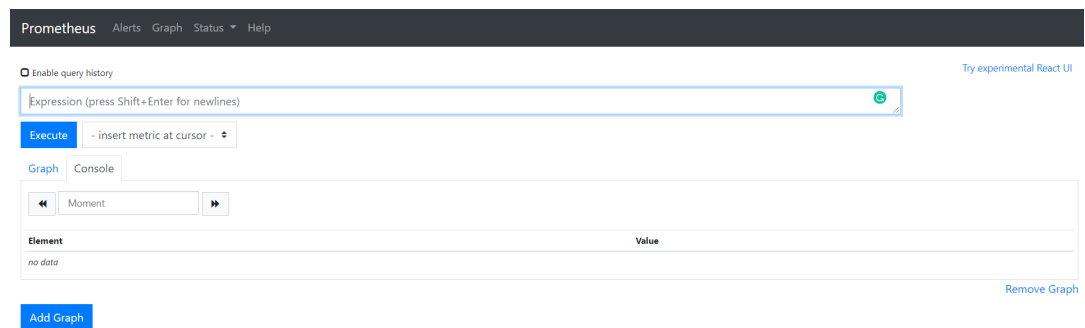 Prometheus Alerts Graph Status Help
Enable query history
Try experimental React UI
Expression (press Shift+Enter for newlines)
Execute - insert metric at cursor -
Graph Console
Moment
Element Value
no data
Remove Graph
Add Graph